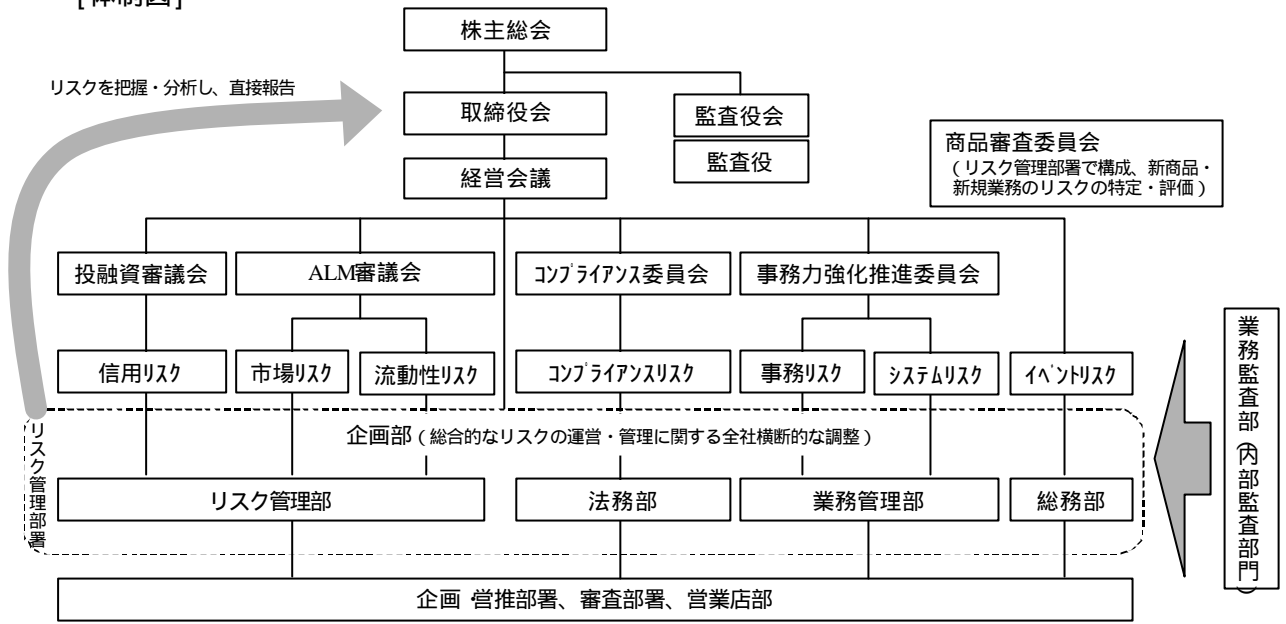 [体制図]
株主総会
リスクを把握・分析し、直接報告
取締役会
監査役会
監査役
経営会議
商品審査委員会
(リスク管理部署で構成、新商品・
新規業務のリスクの特定・評価)
投融資審議会
ALM審議会
コンプライアンス委員会
事務力強化推進委員会
信用リスク
市場リスク
流動性リスク
コンプライアンスリスク
事務リスク
システムリスク
イベントリスク
企画部(総合的なリスクの運営・管理に関する全社横断的な調整)
リスク管理部署
リスク管理部
法務部
業務管理部
総務部
企画・営推部署、審査部署、営業店部
業務監査部(内部監査部門)